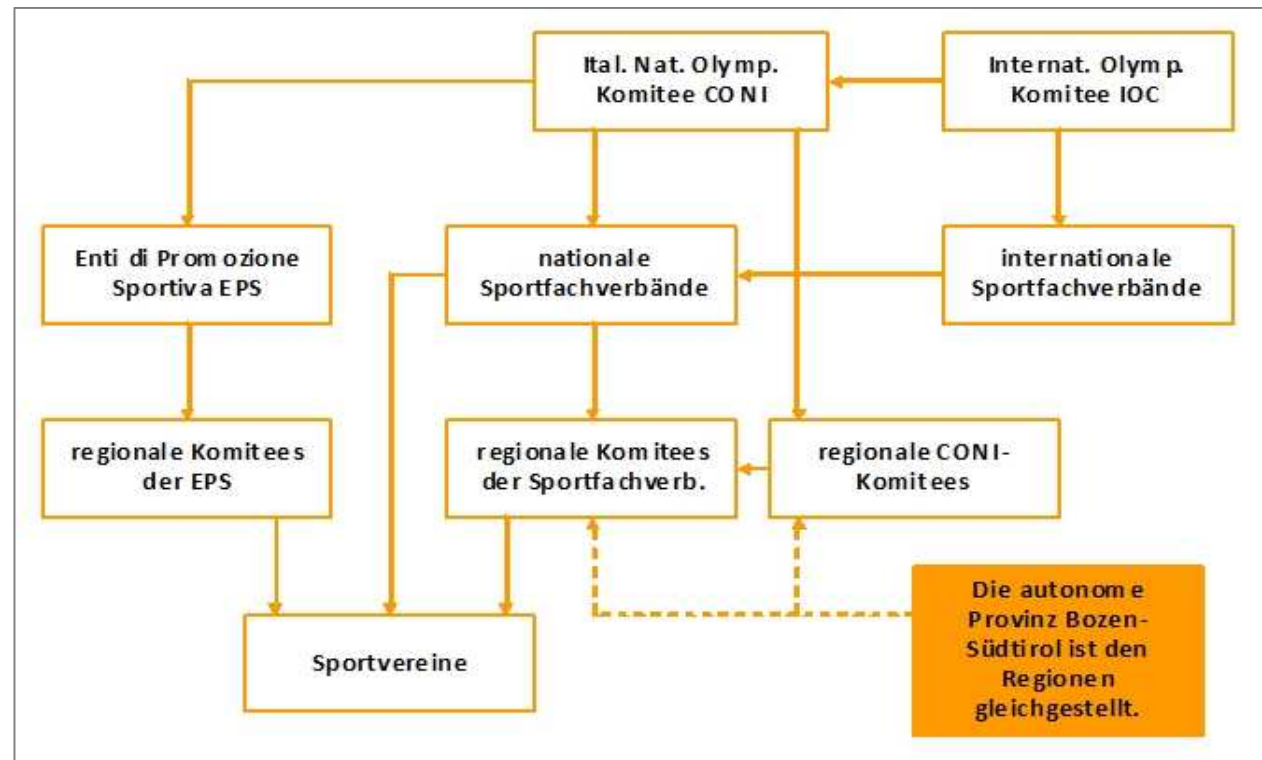 Ital. Nat. Olymp.
Komitee CONI
Internat. Olymp.
Komitee IOC
Enti di Promozione
Sportiva EPS
nationale
Sportfachverbände
internationale
Sportfachverbände
regionale Komitees
der EPS
regionale Komitees
der Sportfachverb.
regionale CONI-
Komitees
Sportvereine
Die autonome
Provinz Bozen-
Südtirol ist den
Regionen
gleichgestellt.